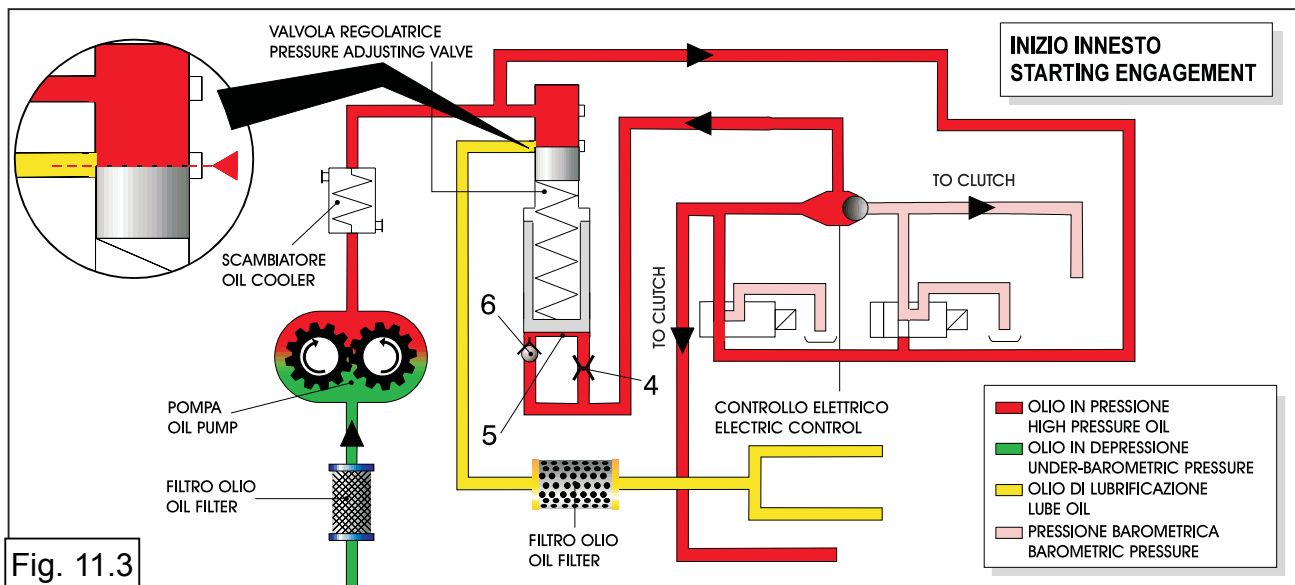 VALVOLA REGOLATRICE
PRESSURE ADJUSTING VALVE
INIZIO INNESTO
STARTING ENGAGEMENT
TO CLUTCH
SCAMBIATORE
OIL COOLER
TO CLUTCH
6
4
5
POMPA
OIL PUMP
CONTROLLO ELETTRICO
ELECTRIC CONTROL
FILTRO OLIO
OIL FILTER
FILTRO OLIO
OIL FILTER
OLIO IN PRESSIONE
HIGH PRESSURE OIL
OLIO IN DEPRESSIONE
UNDER-BAROMETRIC PRESSURE
OLIO DI LUBRIFICAZIONE
LUBE OIL
PRESSIONE BAROMETRICA
BAROMETRIC PRESSURE
Fig. 11.3